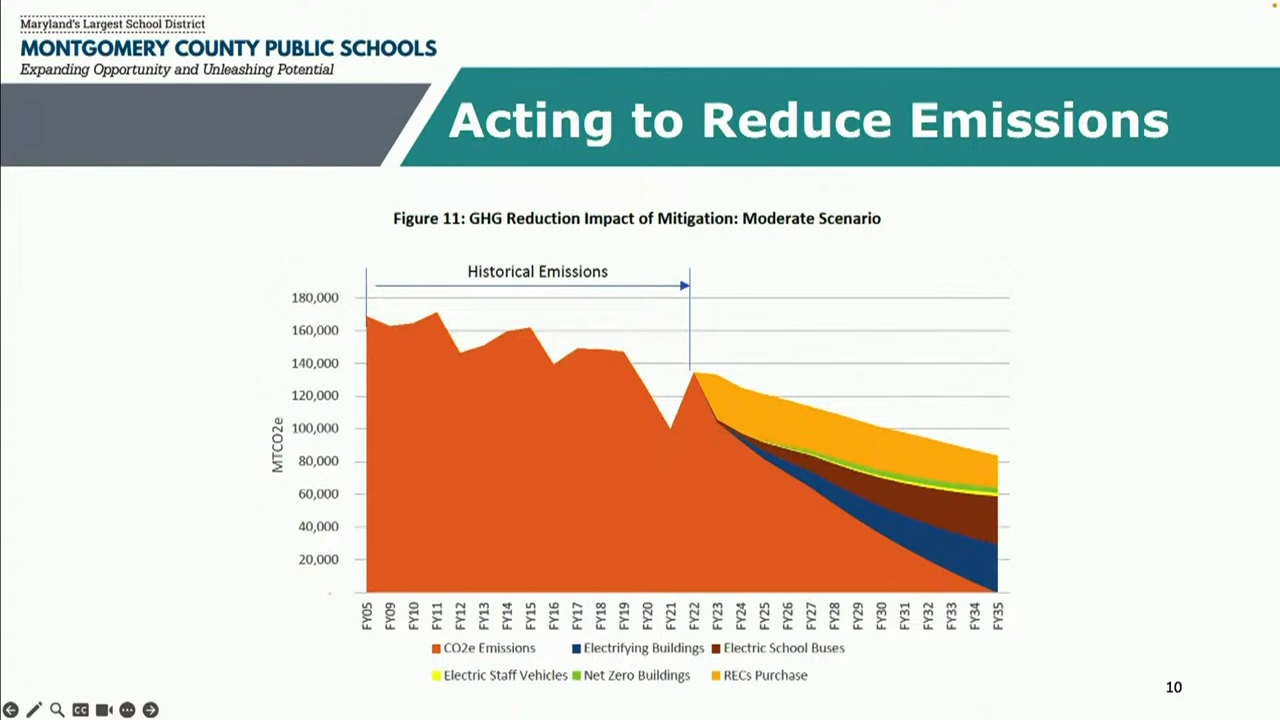 Maryland's Largest School District
MONTGOMERY COUNTY PUBLIC SCHOOLS
Expanding Opportunity and Unleashing Potential
Acting to Reduce Emissions
Figure 11: GHG Reduction Impact of Mitigation: Moderate Scenario
Historical Emissions
180,000
160,000
140,000
120,000
100,000
80,000
60,000
40,000
20,000
-
MTCO2e
FY05 FY09 FY10 FY11 FY12 FY13 FY14 FY15 FY16 FY17 FY18 FY19 FY20 FY21 FY22 FY23 FY24 FY25 FY26 FY27 FY28 FY29 FY30 FY31 FY32 FY33 FY34 FY35
CO2e Emissions Electrifying Buildings Electric School Buses
Electric Staff Vehicles Net Zero Buildings RECs Purchase
10
CC